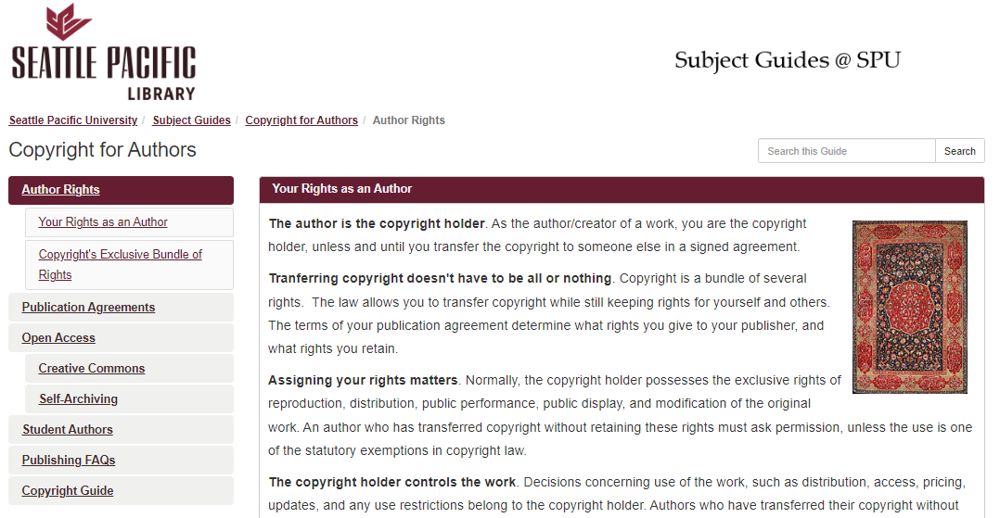 SEATTLE PACIFIC
LIBRARY
Subject Guides @ SPU
Seattle Pacific University / Subject Guides / Copyright for Authors / Author Rights
Copyright for Authors
Search this Guide
Search
Author Rights
Your Rights as an Author
Copyright's Exclusive Bundle of
Rights
Publication Agreements
Open Access
Creative Commons
Self-Archiving
Student Authors
Publishing FAQs
Copyright Guide
Your Rights as an Author
The author is the copyright holder. As the author/creator of a work, you are the copyright
holder, unless and until you transfer the copyright to someone else in a signed agreement.
Tranferring copyright doesn't have to be all or nothing. Copyright is a bundle of several
rights.  The law allows you to transfer copyright while still keeping rights for yourself and others.
The terms of your publication agreement determine what rights you give to your publisher, and
what rights you retain.
Assigning your rights matters. Normally, the copyright holder possesses the exclusive rights of
reproduction, distribution, public performance, public display, and modification of the original
work. An author who has transferred copyright without retaining these rights must ask permission, unless the use is one
of the statutory exemptions in copyright law.
The copyright holder controls the work. Decisions concerning use of the work, such as distribution, access, pricing,
updates, and any use restrictions belong to the copyright holder. Authors who have transferred their copyright without